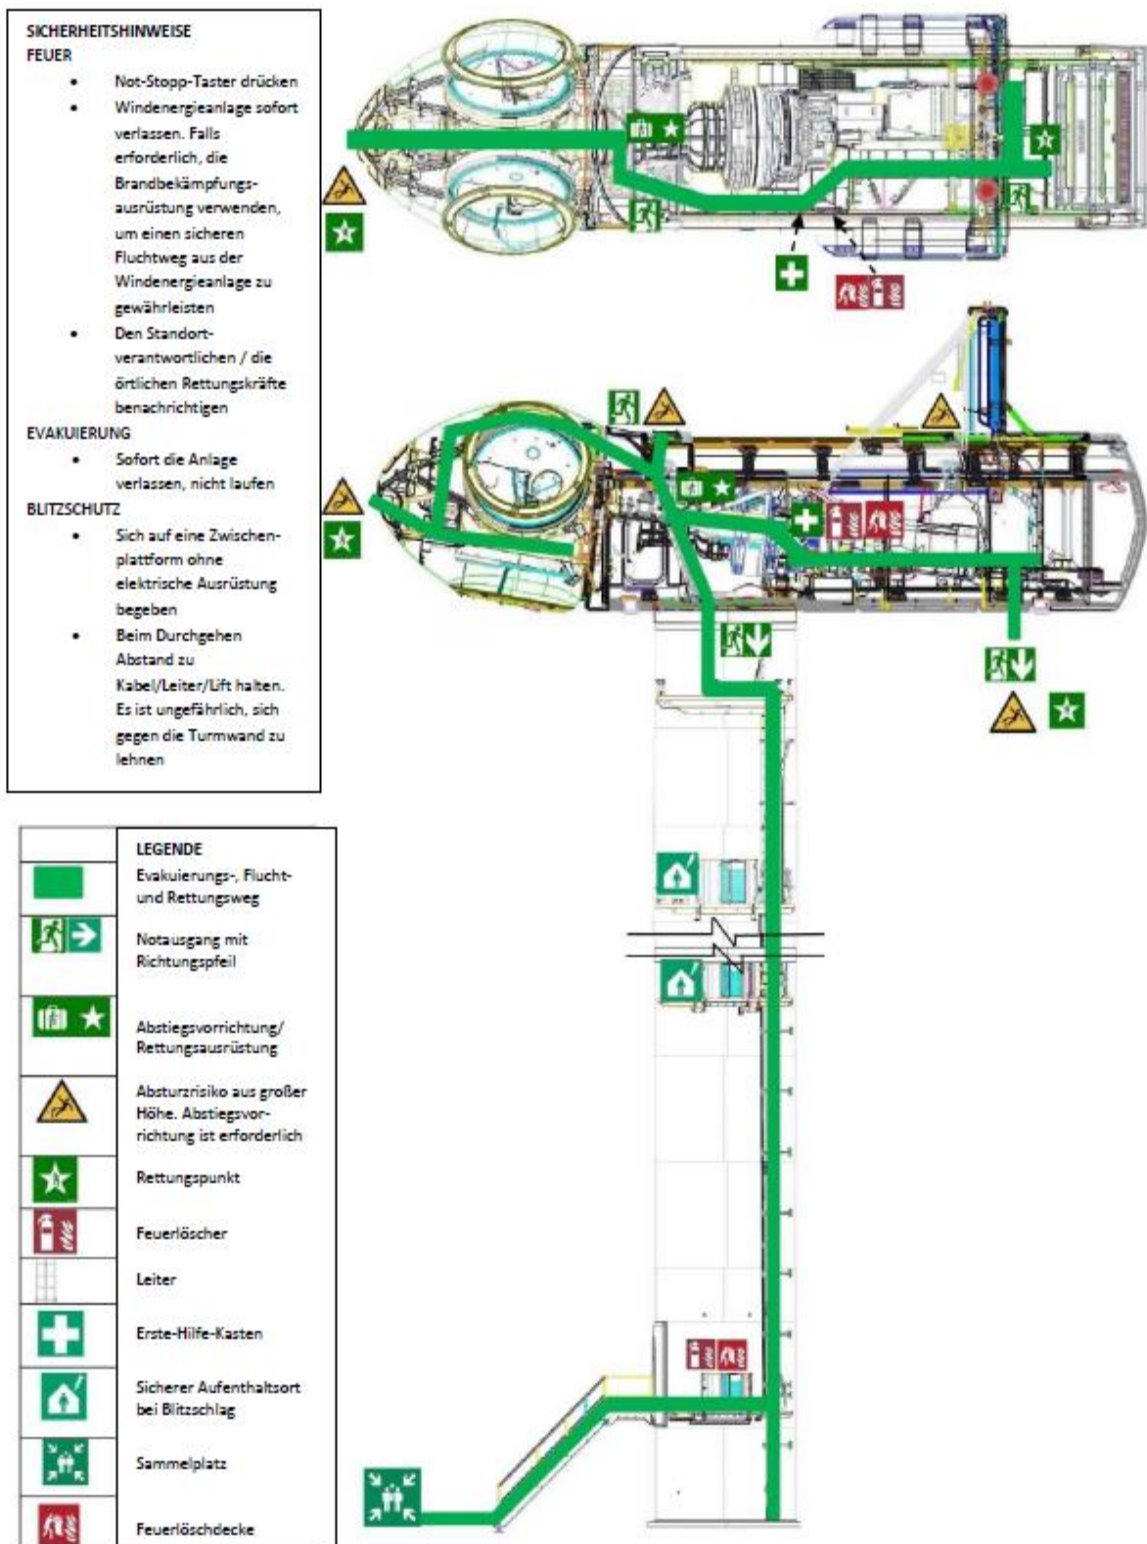 SICHERHEITSHINWEISE
FEUER
• Not-Stopp-Taster drücken
• Windenergieanlage sofort
verlassen. Falls
erforderlich, die
Brandbekämpfungs-
ausrüstung verwenden,
um einen sicheren
Fluchtweg aus der
Windenergieanlage zu
gewährleisten
• Den Standort-
verantwortlichen / die
örtlichen Rettungskräfte
benachrichtigen
EVAKUIERUNG
• Sofort die Anlage
verlassen, nicht laufen
BLITZSCHUTZ
• Sich auf eine Zwischen-
plattform ohne
elektrische Ausrüstung
begeben
• Beim Durchgehen
Abstand zu
Kabel/Leiter/Lift halten.
Es ist ungefährlich, sich
gegen die Turmwand zu
lehnen
LEGENDE
Evakuierungs-, Flucht-
und Rettungsweg
Notausgang mit
Richtungspfeil
Abstiegsvorrichtung/
Rettungsausrüstung
Absturzrisiko aus großer
Höhe. Abstiegsvor-
richtung ist erforderlich
Rettungspunkt
Feuerlöscher
Leiter
Erste-Hilfe-Kasten
Sicherer Aufenthaltsort
bei Blitzschlag
Sammelplatz
Feuerlöschdecke